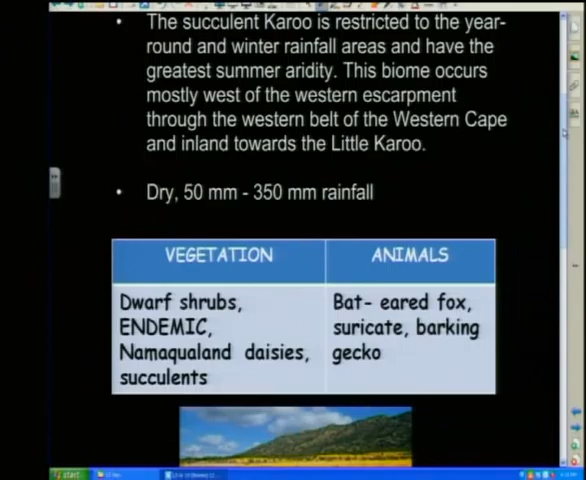 • The succulent Karoo is restricted to the year-
round and winter rainfall areas and have the
greatest summer aridity. This biome occurs
mostly west of the western escarpment
through the western belt of the Western Cape
and inland towards the Little Karoo.
• Dry, 50 mm - 350 mm rainfall
VEGETATION
ANIMALS
Dwarf shrubs,
ENDEMIC,
Namaqualand daisies,
succulents
Bat- eared fox,
suricate, barking
gecko
start